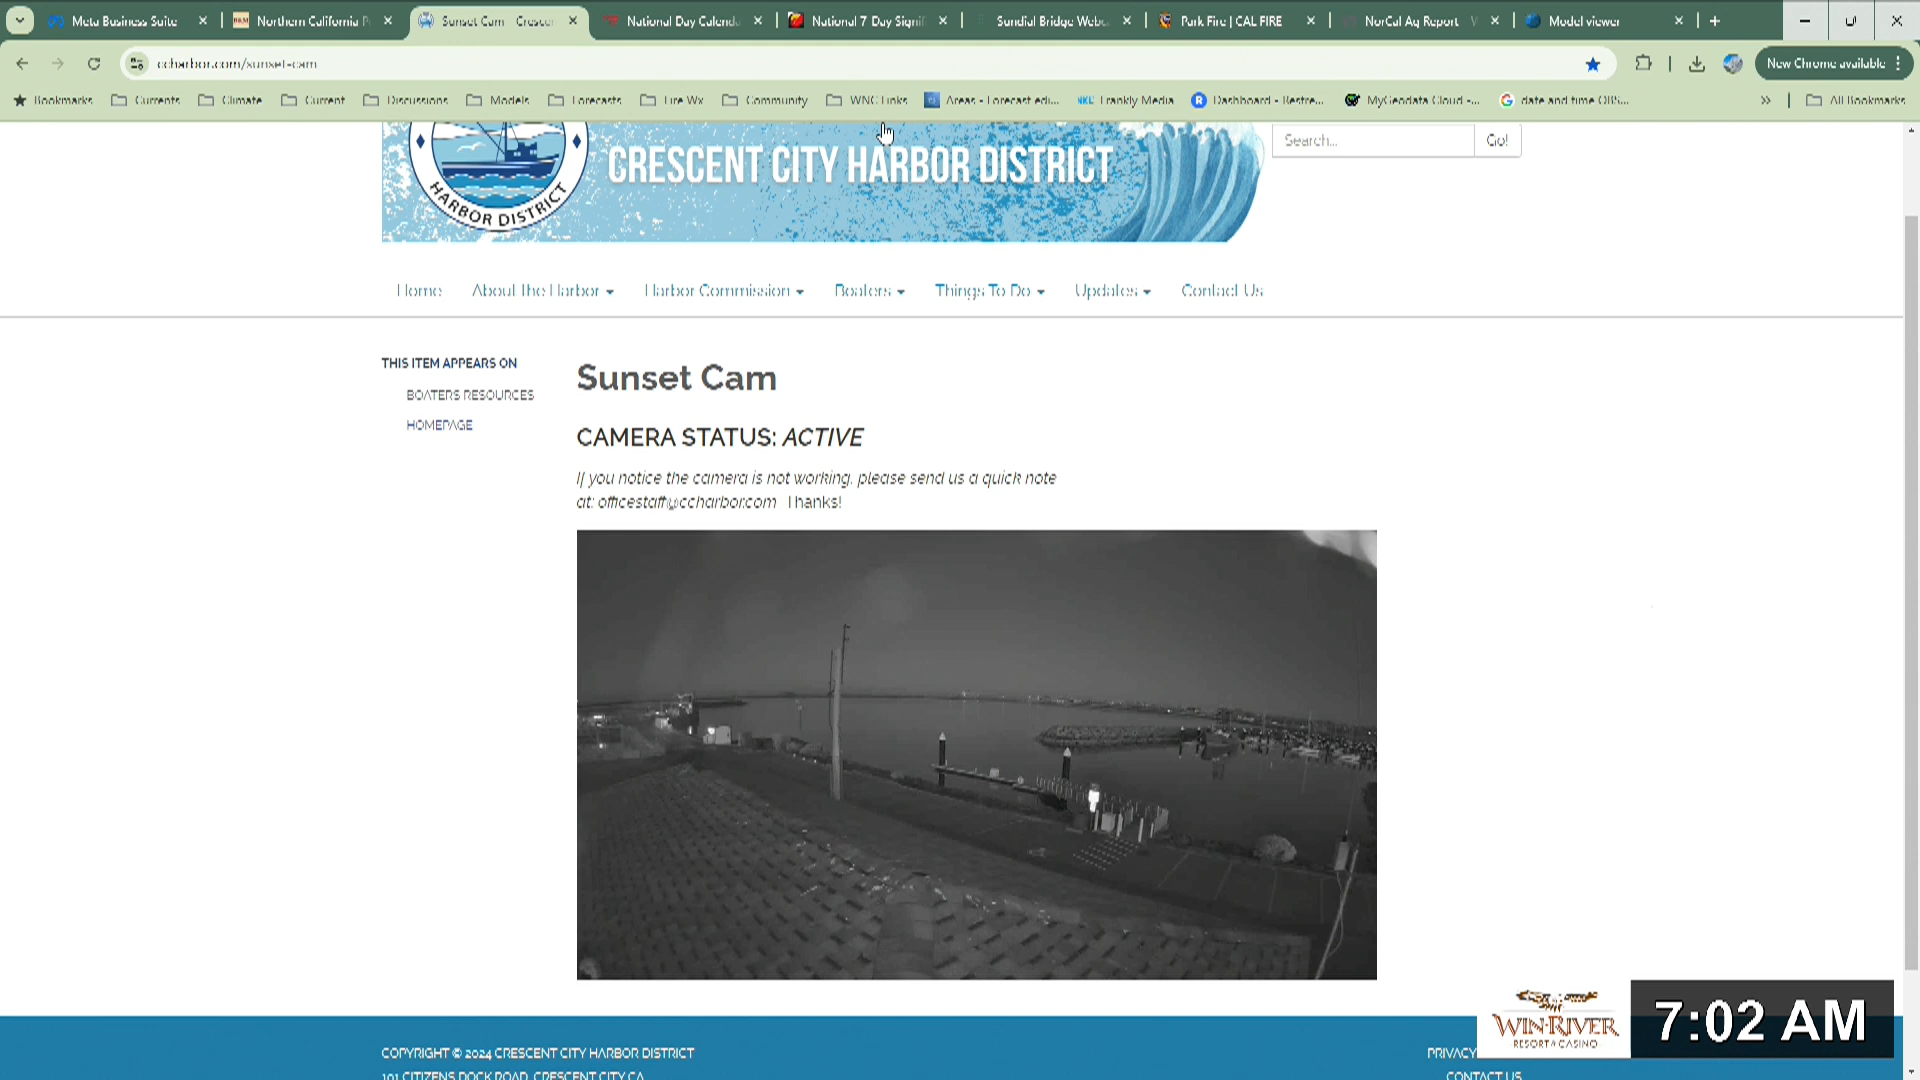 Meta Business Suite
Northern California
Sunset Cam - Crescen
National Day Calenda
National 7 Day Signif
Sundial Bridge Webc
Park Fire | CAL FIRE
NorCal Aq Report
Model viewer
ccharbor.com/sunset-cam
New Chrome available
Bookmarks
Currents
Climate
Current
Discussions
Models
Forecasts
Fire Wx
Community
WNC Links
Areas - Forecast edi...
Frankly Media
Dashboard - Restre...
MyGeodata Cloud -...
date and time OBS...
All Bookmarks
HARBOR DISTRICT
CRESCENT CITY HARBOR DISTRICT
Search...
Go!
Home
About the Harbor
Harbor Commission
Boaters
Things To Do
Updates
Contact Us
THIS ITEM APPEARS ON
BOATERS RESOURCES
HOMEPAGE
Sunset Cam
CAMERA STATUS: ACTIVE
If you notice the camera is not working, please send us a quick note
at: officestaff@ccharbor.com Thanks!
WIN-RIVER
RESORT & CASINO
7:02 AM
COPYRIGHT © 2024 CRESCENT CITY HARBOR DISTRICT
PRIVACY
101 CITIZENS DOCK ROAD, CRESCENT CITY CA
CONTACT US